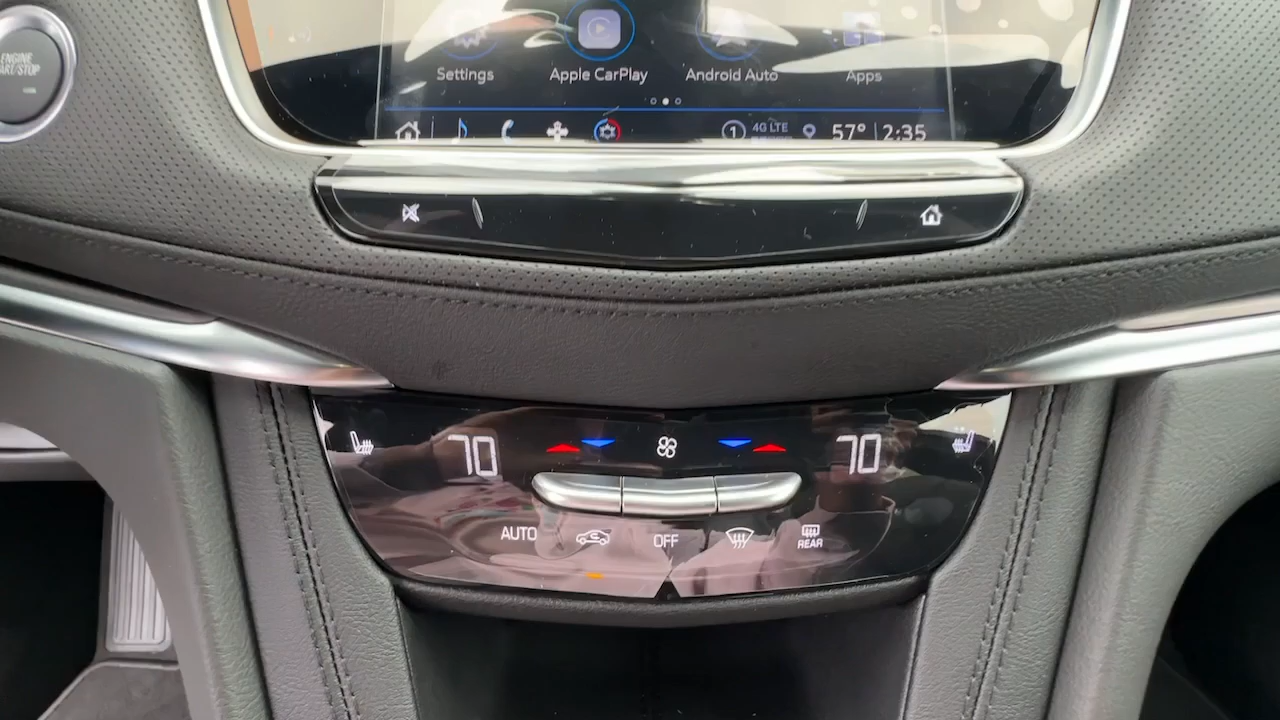 ENGINE
START/STOP
Settings
Apple CarPlay
Android Auto
Apps
1
4G LTE
57°
2:35
70
70
AUTO
OFF
REAR